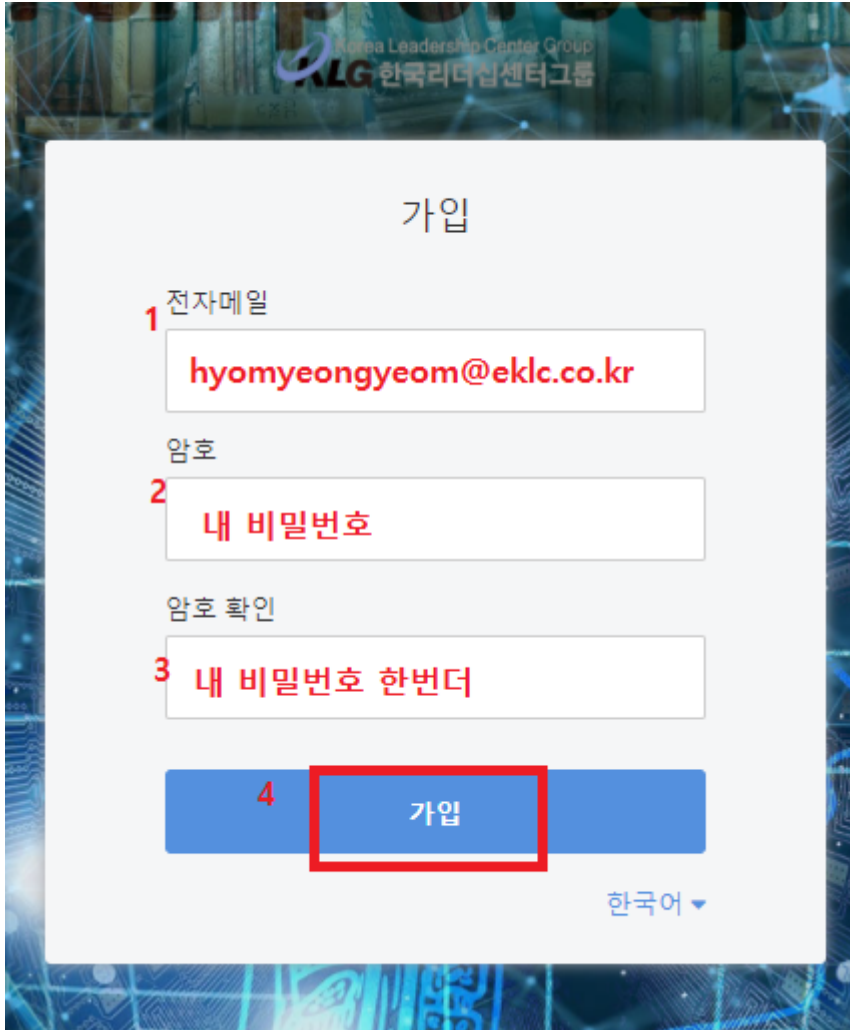 Korea Leadership Center Group
KLG 한국리더십센터그룹
가입
1 전자메일
hyomyeongyeom@eklc.co.kr
암호
2
내 비밀번호
암호 확인
3
내 비밀번호 한번더
4
가입
한국어